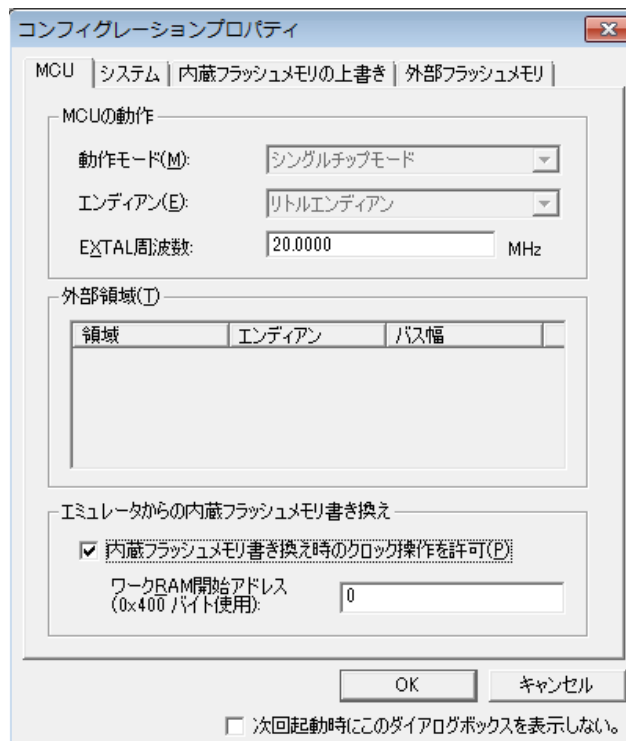 コンフィグレーションプロパティ
MCU システム 内蔵フラッシュメモリの上書き 外部フラッシュメモリ
MCUの動作
動作モード(M): シングルチップモード
エンディアン(E): リトルエンディアン
EXTAL周波数: 20.0000 MHz
外部領域(T)
領域 エンディアン バス幅
エミュレータからの内蔵フラッシュメモリ書き換え
内蔵フラッシュメモリ書き換え時のクロック操作を許可(P)
ワークRAM開始アドレス
(0x400 バイト使用): 0
OK キャンセル
次回起動時にこのダイアログボックスを表示しない。